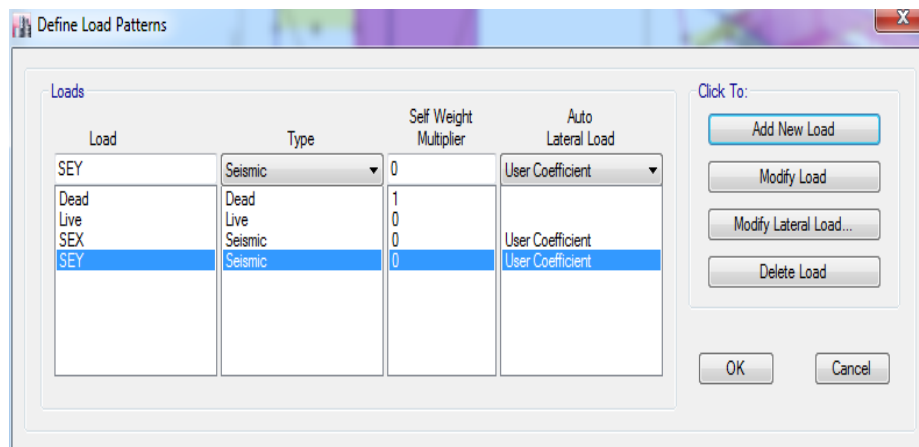 Define Load Patterns
X
Loads
Click To:
Load Type Self Weight Multiplier Auto Lateral Load
SEY Seismic 0 User Coefficient
Dead Dead 1
Live Live 0
SEX Seismic 0 User Coefficient
SEY Seismic 0 User Coefficient
Add New Load
Modify Load
Modify Lateral Load...
Delete Load
OK Cancel